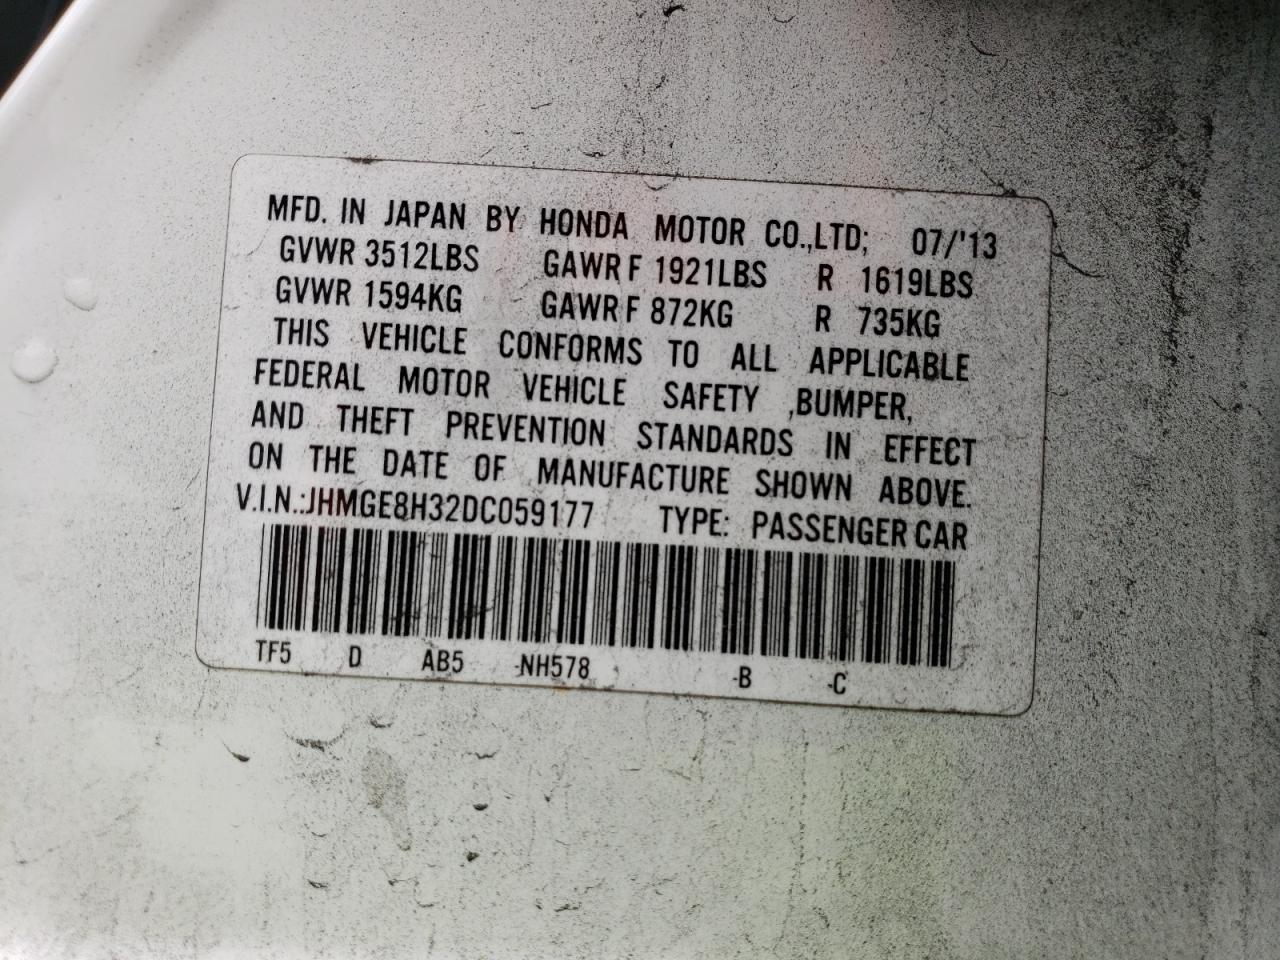 MFD. IN JAPAN BY HONDA MOTOR CO.,LTD; 07/'13
GVWR 3512LBS GAWR F 1921LBS R 1619LBS
GVWR 1594KG GAWR F 872KG R 735KG
THIS VEHICLE CONFORMS TO ALL APPLICABLE
FEDERAL MOTOR VEHICLE SAFETY ,BUMPER,
AND THEFT PREVENTION STANDARDS IN EFFECT
ON THE DATE OF MANUFACTURE SHOWN ABOVE.
V.I.N.:JHMGE8H32DC059177 TYPE: PASSENGER CAR
TF5 D AB5 -NH578 -B -C